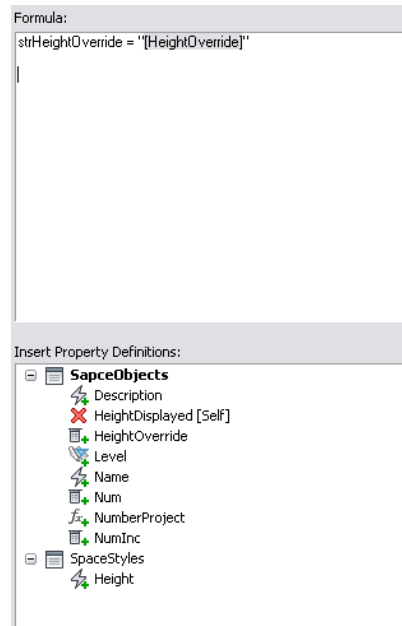 Formula:
strHeightOverride = "[HeightOverride]"
Insert Property Definitions:
SapceObjects
Description
HeightDisplayed [Self]
HeightOverride
Level
Name
Num
NumberProject
NumInc
SpaceStyles
Height